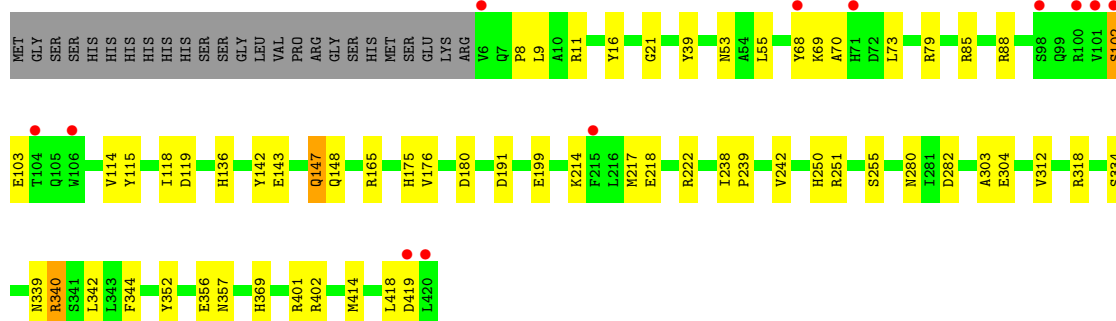 MET GLY SER SER HIS HIS HIS HIS HIS HIS SER SER GLY LEU VAL PRO ARG GLY SER HIS MET SER GLU LYS ARG V6 Q7 P8 L9 A10 R11 Y16 G21 Y39 N53 A54 L55 Y68 K69 A70 H71 D72 L73 R79 R85 R88 S98 Q99 R100 V101 S102
E103 T104 Q105 W106 V114 Y115 I118 D119 H136 Y142 E143 Q147 Q148 R165 H175 V176 D180 D191 E199 K214 F215 L216 M217 E218 R222 I238 P239 V242 H250 R251 S255 N280 I281 D282 A303 E304 V312 R318 S334
N339 R340 S341 L342 L343 F344 Y352 E356 N357 H369 R401 R402 M414 L418 D419 L420